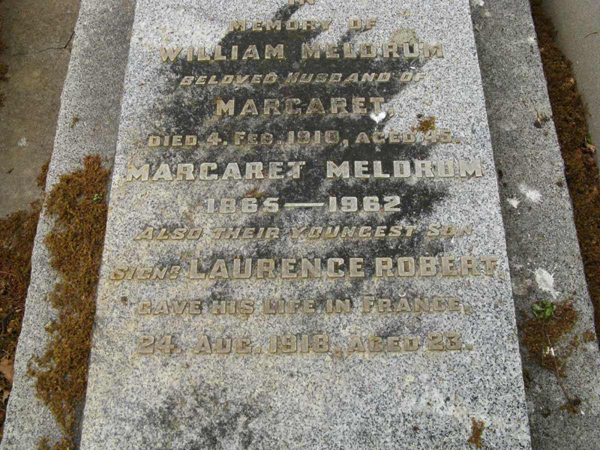 IN
MEMORY OF
WILLIAM MELDRUM
BELOVED HUSBAND OF
MARGARET,
DIED 4. FEB. 1910, AGED
MARGARET MELDRUM
1865—1962
ALSO THEIR YOUNGEST SON
SIGNR LAURENCE ROBERT
GAVE HIS LIFE IN FRANCE,
24. AUG. 1918, AGED 23.